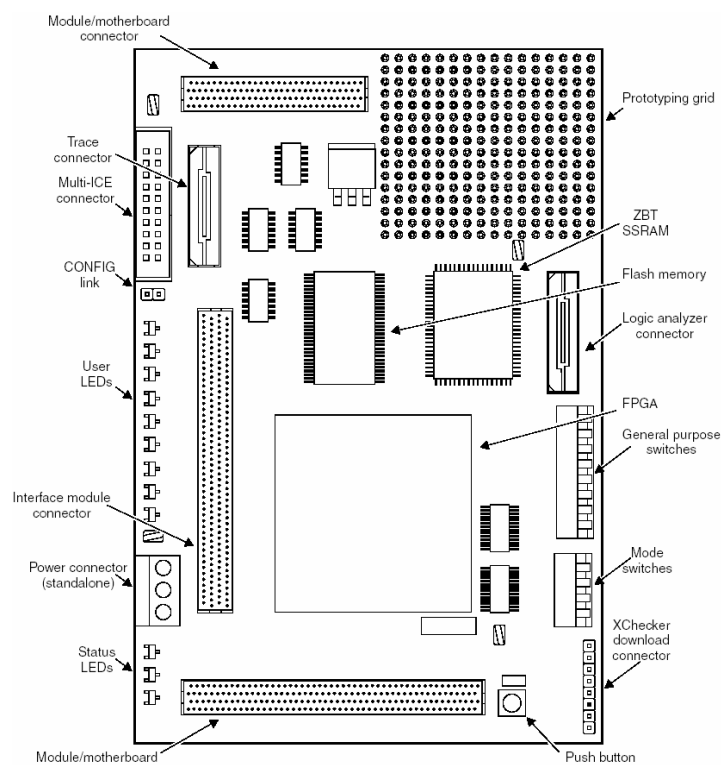 Module/motherboard
connector
Prototyping grid
Trace
connector
Multi-ICE
connector
ZBT
SSRAM
CONFIG
link
Flash memory
Logic analyzer
connector
User
LEDs
FPGA
General purpose
switches
Interface module
connector
Power connector
(standalone)
Mode
switches
XChecker
download
connector
Status
LEDs
Module/motherboard
Push button